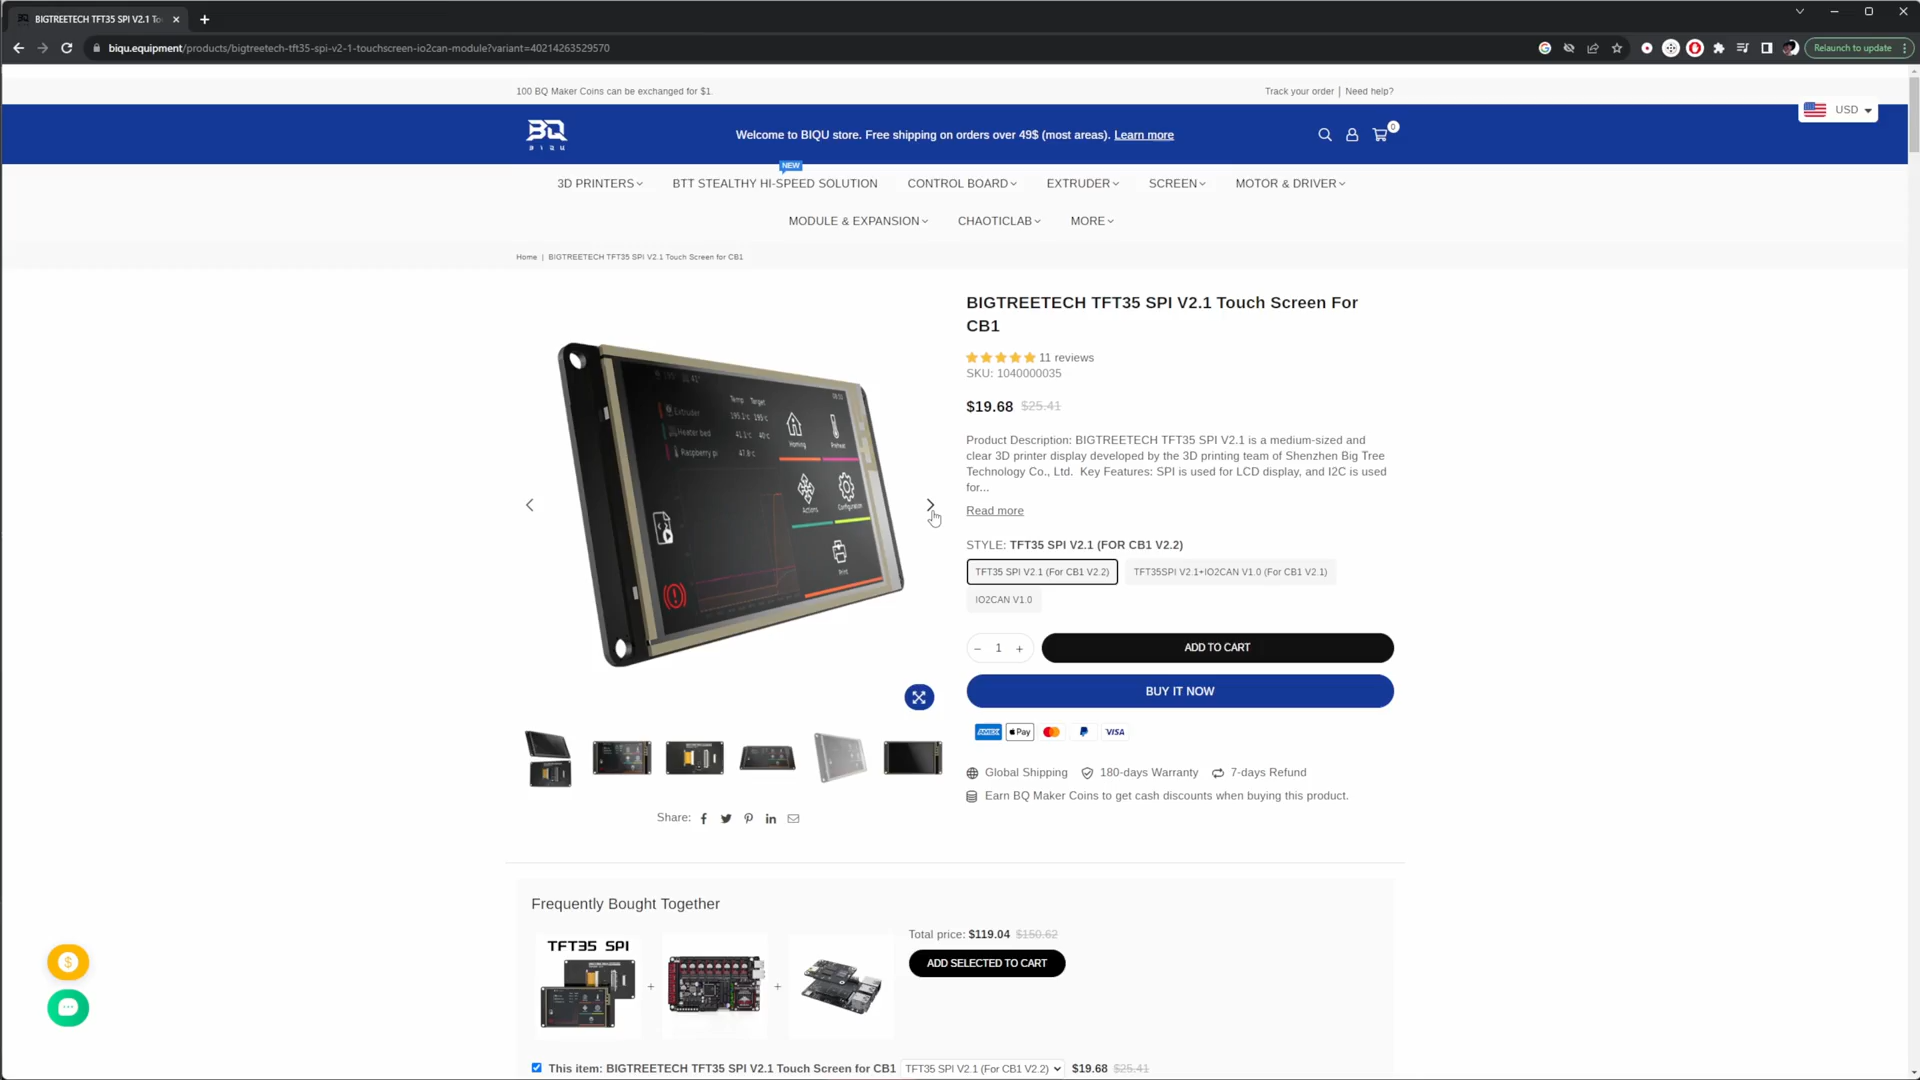 BIGTREETECH TFT35 SPI V2.1 To
biqu.equipment/products/bigtreetech-tft35-spi-v2-1-touchscreen-io2can-module?variant=40214263529570
Relaunch to update
100 BQ Maker Coins can be exchanged for $1.
Track your order | Need help?
USD
BQ
BIQU
Welcome to BIQU store. Free shipping on orders over 49$ (most areas). Learn more
0
NEW
3D PRINTERS
BTT STEALTHY HI-SPEED SOLUTION
CONTROL BOARD
EXTRUDER
SCREEN
MOTOR & DRIVER
MODULE & EXPANSION
CHAOTICLAB
MORE
Home | BIGTREETECH TFT35 SPI V2.1 Touch Screen for CB1
BIGTREETECH TFT35 SPI V2.1 Touch Screen For
CB1
11 reviews
SKU: 1040000035
$19.68 $25.41
Product Description: BIGTREETECH TFT35 SPI V2.1 is a medium-sized and
clear 3D printer display developed by the 3D printing team of Shenzhen Big Tree
Technology Co., Ltd.  Key Features: SPI is used for LCD display, and I2C is used
for...
Read more
STYLE: TFT35 SPI V2.1 (FOR CB1 V2.2)
TFT35 SPI V2.1 (For CB1 V2.2)
TFT35SPI V2.1+IO2CAN V1.0 (For CB1 V2.1)
IO2CAN V1.0
− 1 +
ADD TO CART
BUY IT NOW
AMEX
Pay
VISA
Global Shipping
180-days Warranty
7-days Refund
Earn BQ Maker Coins to get cash discounts when buying this product.
Temp Target
Extruder 195.2℃ 195℃
Heater bed 41.1℃ 40℃
Raspberry pi 47.8℃
Homing
Preheat
Actions
Configuration
Print
Share:
Frequently Bought Together
TFT35 SPI
+
+
Total price: $119.04 $150.62
ADD SELECTED TO CART
This item: BIGTREETECH TFT35 SPI V2.1 Touch Screen for CB1
TFT35 SPI V2.1 (For CB1 V2.2)
$19.68 $25.41